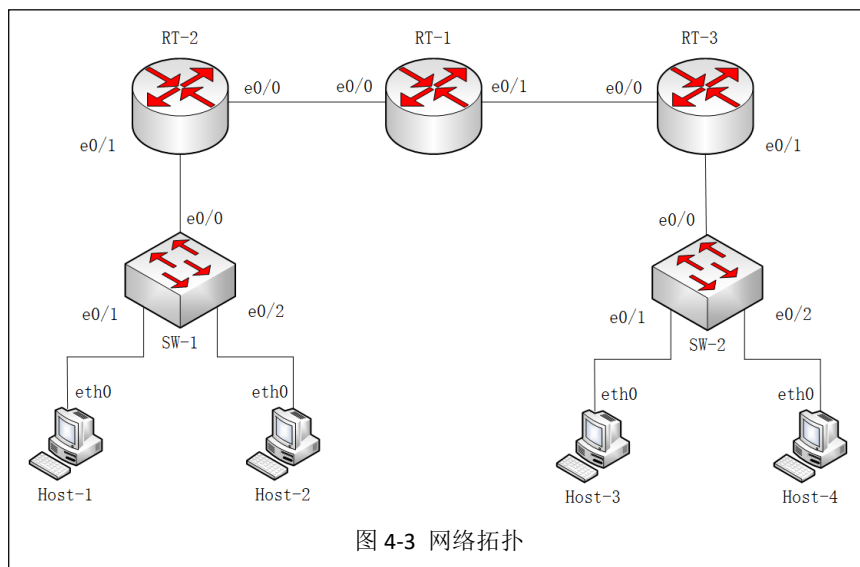 RT-2
RT-1
RT-3
e0/0
e0/0
e0/1
e0/0
e0/1
e0/1
e0/0
e0/0
e0/1
e0/2
e0/1
e0/2
SW-1
SW-2
eth0
eth0
eth0
eth0
Host-1
Host-2
Host-3
Host-4
图 4-3 网络拓扑